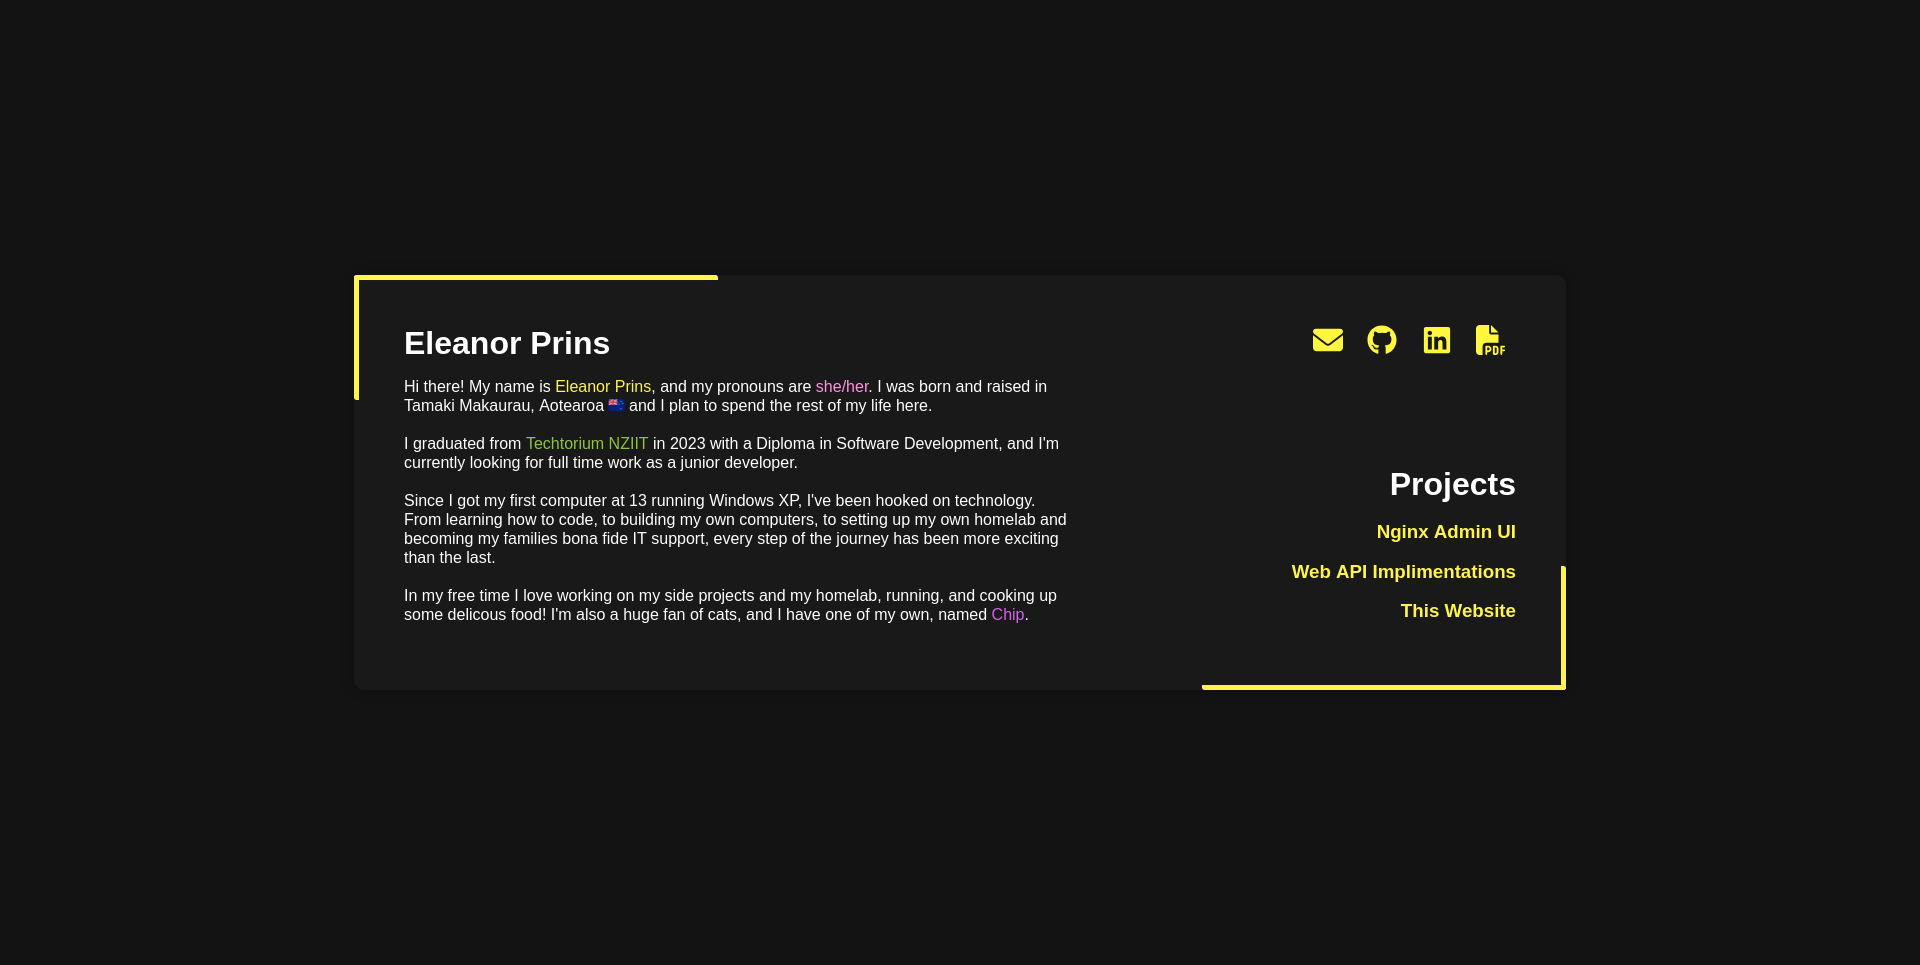 Eleanor Prins
Hi there! My name is Eleanor Prins, and my pronouns are she/her. I was born and raised in
Tamaki Makaurau, Aotearoa 🇳🇿 and I plan to spend the rest of my life here.
I graduated from Techtorium NZIIT in 2023 with a Diploma in Software Development, and I'm
currently looking for full time work as a junior developer.
Since I got my first computer at 13 running Windows XP, I've been hooked on technology.
From learning how to code, to building my own computers, to setting up my own homelab and
becoming my families bona fide IT support, every step of the journey has been more exciting
than the last.
In my free time I love working on my side projects and my homelab, running, and cooking up
some delicous food! I'm also a huge fan of cats, and I have one of my own, named Chip.
in
PDF
Projects
Nginx Admin UI
Web API Implimentations
This Website